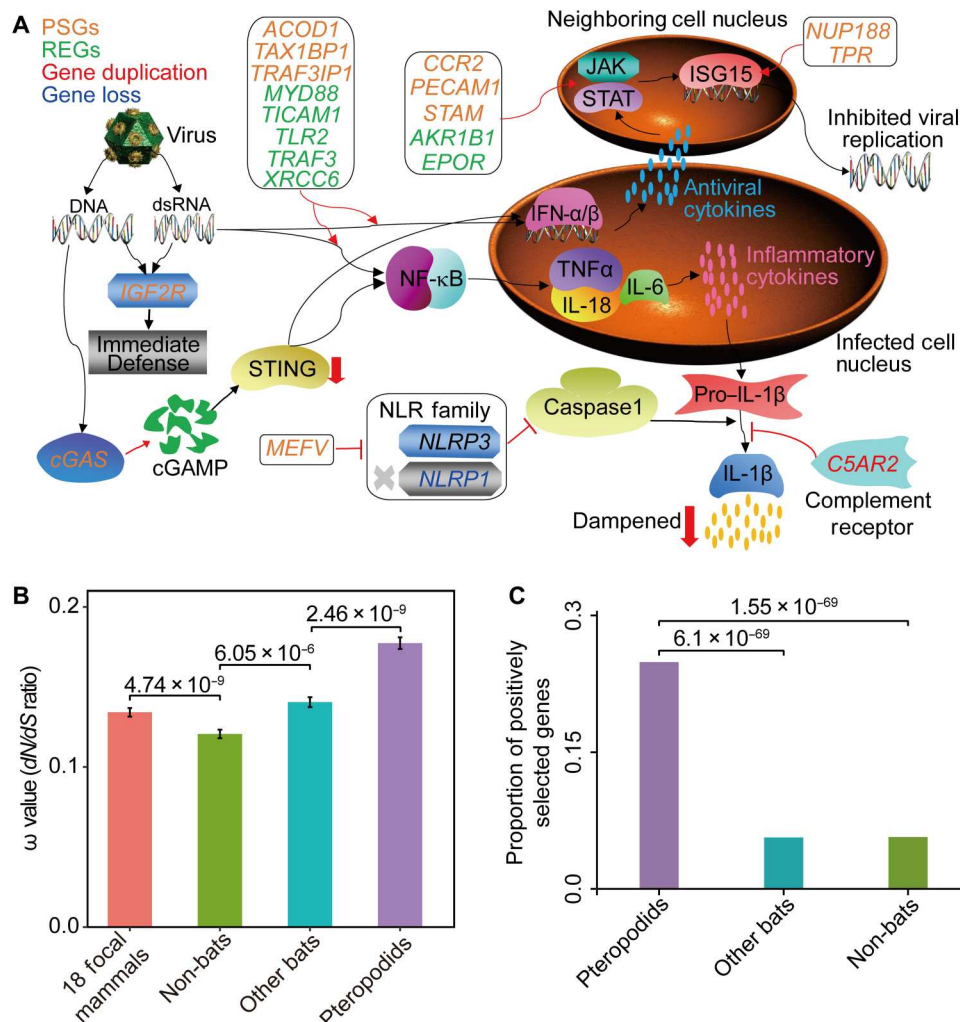 A
PSGs
REGs
Gene duplication
Gene loss
Virus
DNA
dsRNA
IGF2R
Immediate
Defense
cGAS
cGAMP
STING
ACOD1
TAX1BP1
TRAF3IP1
MYD88
TICAM1
TLR2
TRAF3
XRCC6
CCR2
PECAM1
STAM
AKR1B1
EPOR
NF-κB
Neighboring cell nucleus
JAK
STAT
ISG15
NUP188
TPR
Inhibited viral
replication
Antiviral
cytokines
IFN-α/β
TNFα
IL-18
IL-6
Inflammatory
cytokines
Infected cell
nucleus
MEFV
NLR family
NLRP3
NLRP1
Caspase1
Pro–IL-1β
IL-1β
C5AR2
Complement
receptor
Dampened
B
ω value (dN/dS ratio)
0.2
0.1
0.0
4.74 × 10⁻⁹
6.05 × 10⁻⁶
2.46 × 10⁻⁹
18 focal
mammals
Non-bats
Other bats
Pteropodids
C
Proportion of positively
selected genes
0.3
0.15
0.0
1.55 × 10⁻⁶⁹
6.1 × 10⁻⁶⁹
Pteropodids
Other bats
Non-bats